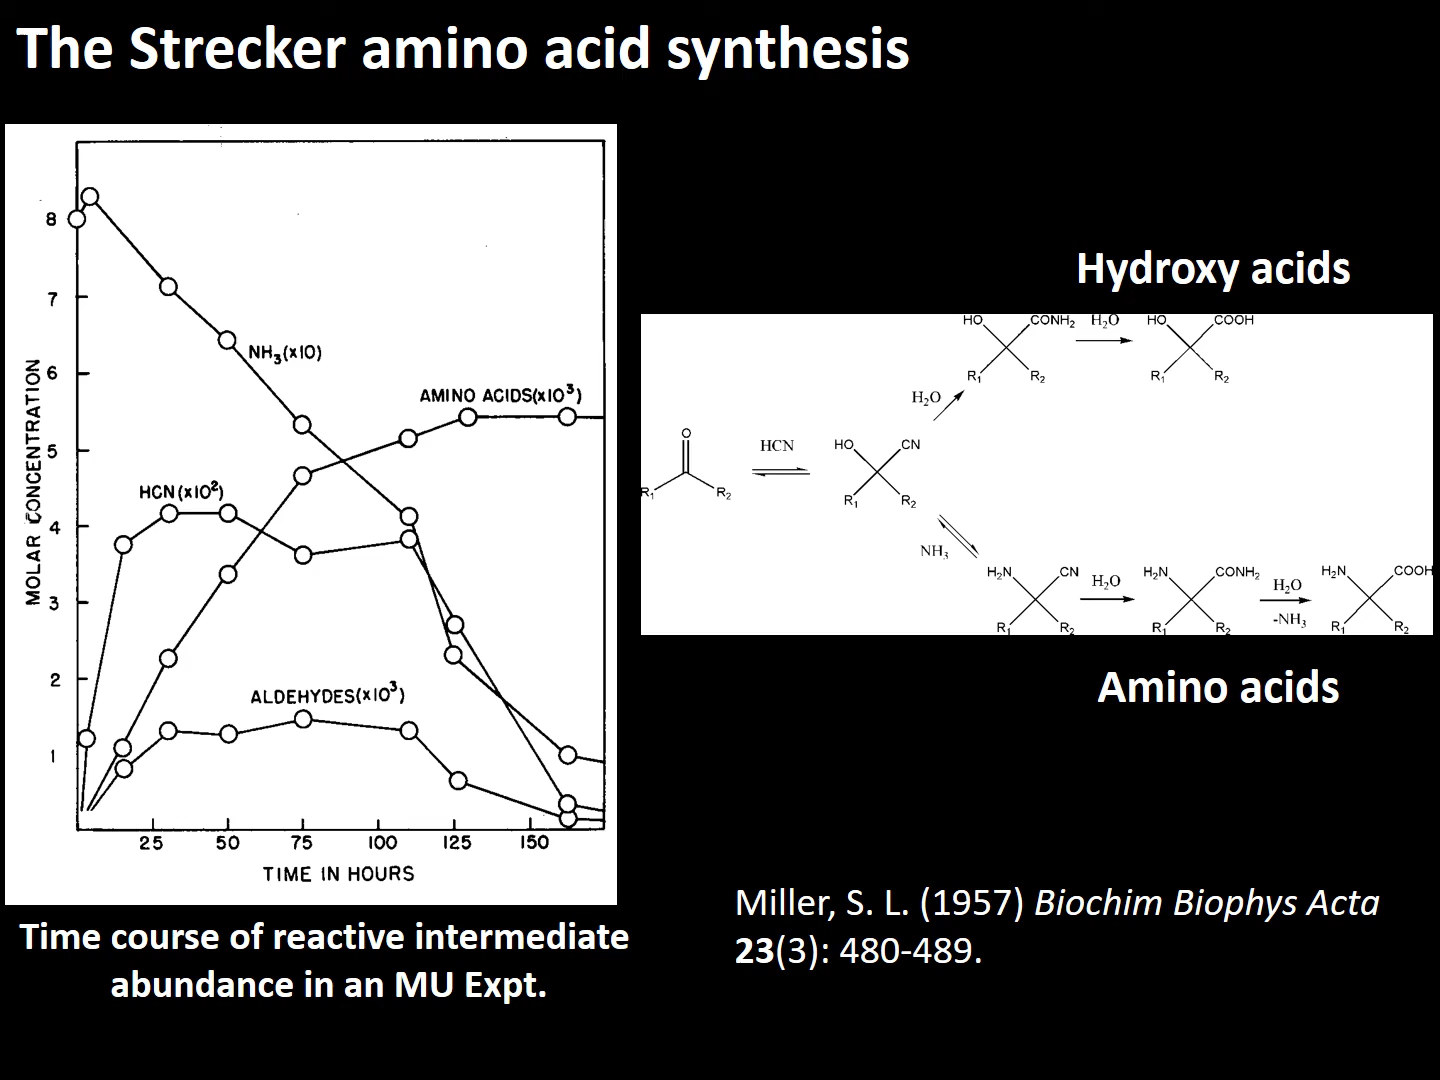 The Strecker amino acid synthesis
8
7
6
5
4
3
2
1
MOLAR CONCENTRATION
NH₃(×10)
AMINO ACIDS(×10³)
HCN(×10²)
ALDEHYDES(×10³)
25 50 75 100 125 150
TIME IN HOURS
Time course of reactive intermediate
abundance in an MU Expt.
Hydroxy acids
HO CONH₂ H₂O HO COOH
R₁ R₂ R₁ R₂
H₂O
O
HCN HO CN
R₁ R₂ R₁ R₂
NH₃
H₂N CN H₂O H₂N CONH₂ H₂O H₂N COOH
-NH₃
R₁ R₂ R₁ R₂ R₁ R₂
Amino acids
Miller, S. L. (1957) Biochim Biophys Acta
23(3): 480-489.